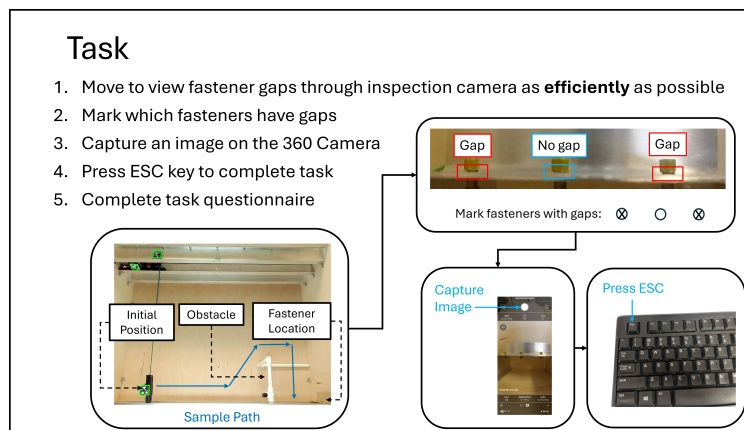 Task
1. Move to view fastener gaps through inspection camera as efficiently as possible
2. Mark which fasteners have gaps
3. Capture an image on the 360 Camera
4. Press ESC key to complete task
5. Complete task questionnaire
Gap
No gap
Gap
Mark fasteners with gaps:
Initial
Position
Obstacle
Fastener
Location
Sample Path
Capture
Image
Press ESC